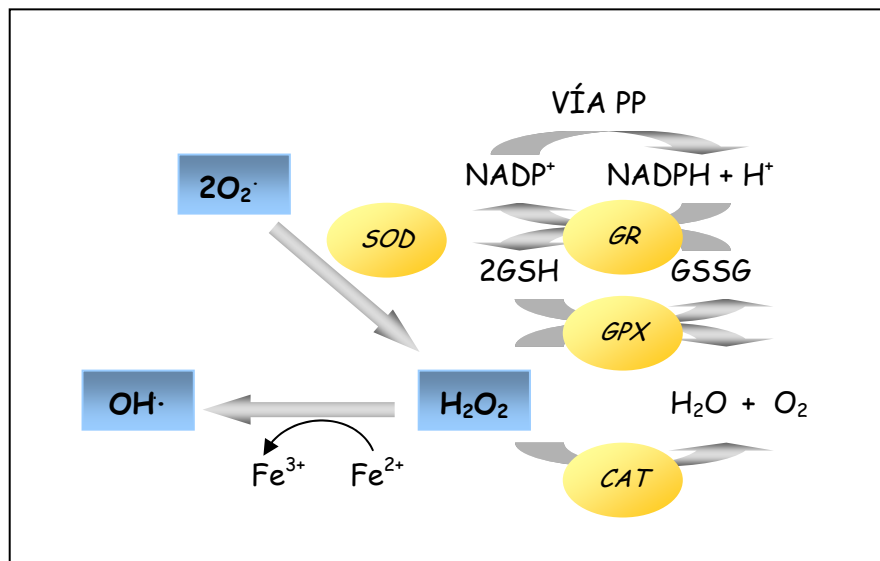 VÍA PP
NADP⁺ NADPH + H⁺
2O₂·
SOD GR
2GSH GSSG
GPX
OH· H₂O₂ H₂O + O₂
Fe³⁺ Fe²⁺
CAT